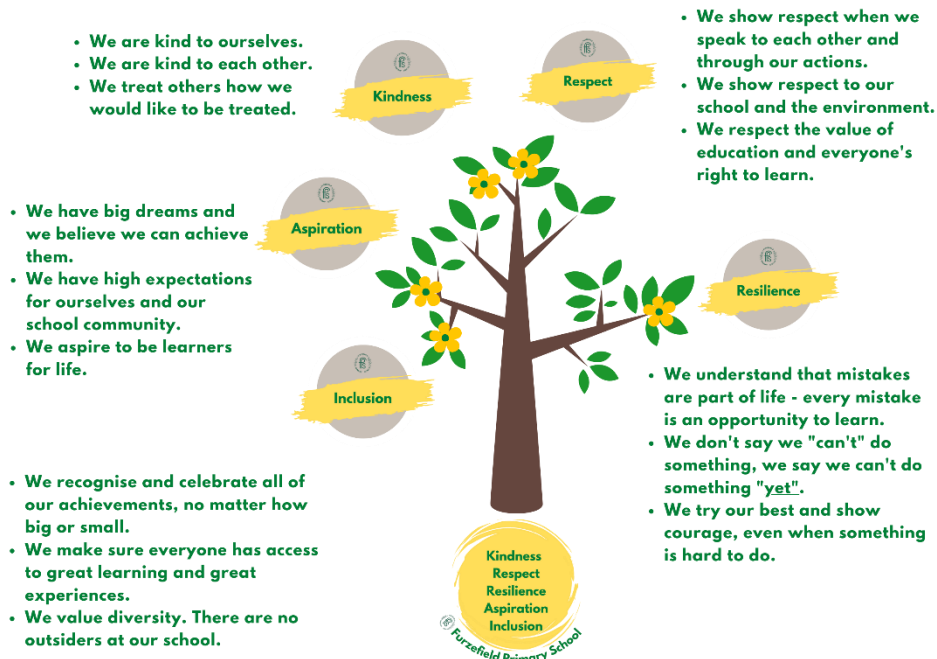 • We are kind to ourselves.
• We are kind to each other.
• We treat others how we
would like to be treated.
Kindness
Respect
• We show respect when we
speak to each other and
through our actions.
• We show respect to our
school and the environment.
• We respect the value of
education and everyone's
right to learn.
• We have big dreams and
we believe we can achieve
them.
• We have high expectations
for ourselves and our
school community.
• We aspire to be learners
for life.
Aspiration
Resilience
Inclusion
• We understand that mistakes
are part of life - every mistake
is an opportunity to learn.
• We don't say we "can't" do
something, we say we can't do
something "yet".
• We try our best and show
courage, even when something
is hard to do.
• We recognise and celebrate all of
our achievements, no matter how
big or small.
• We make sure everyone has access
to great learning and great
experiences.
• We value diversity. There are no
outsiders at our school.
Kindness
Respect
Resilience
Aspiration
Inclusion
Furzefield Primary School